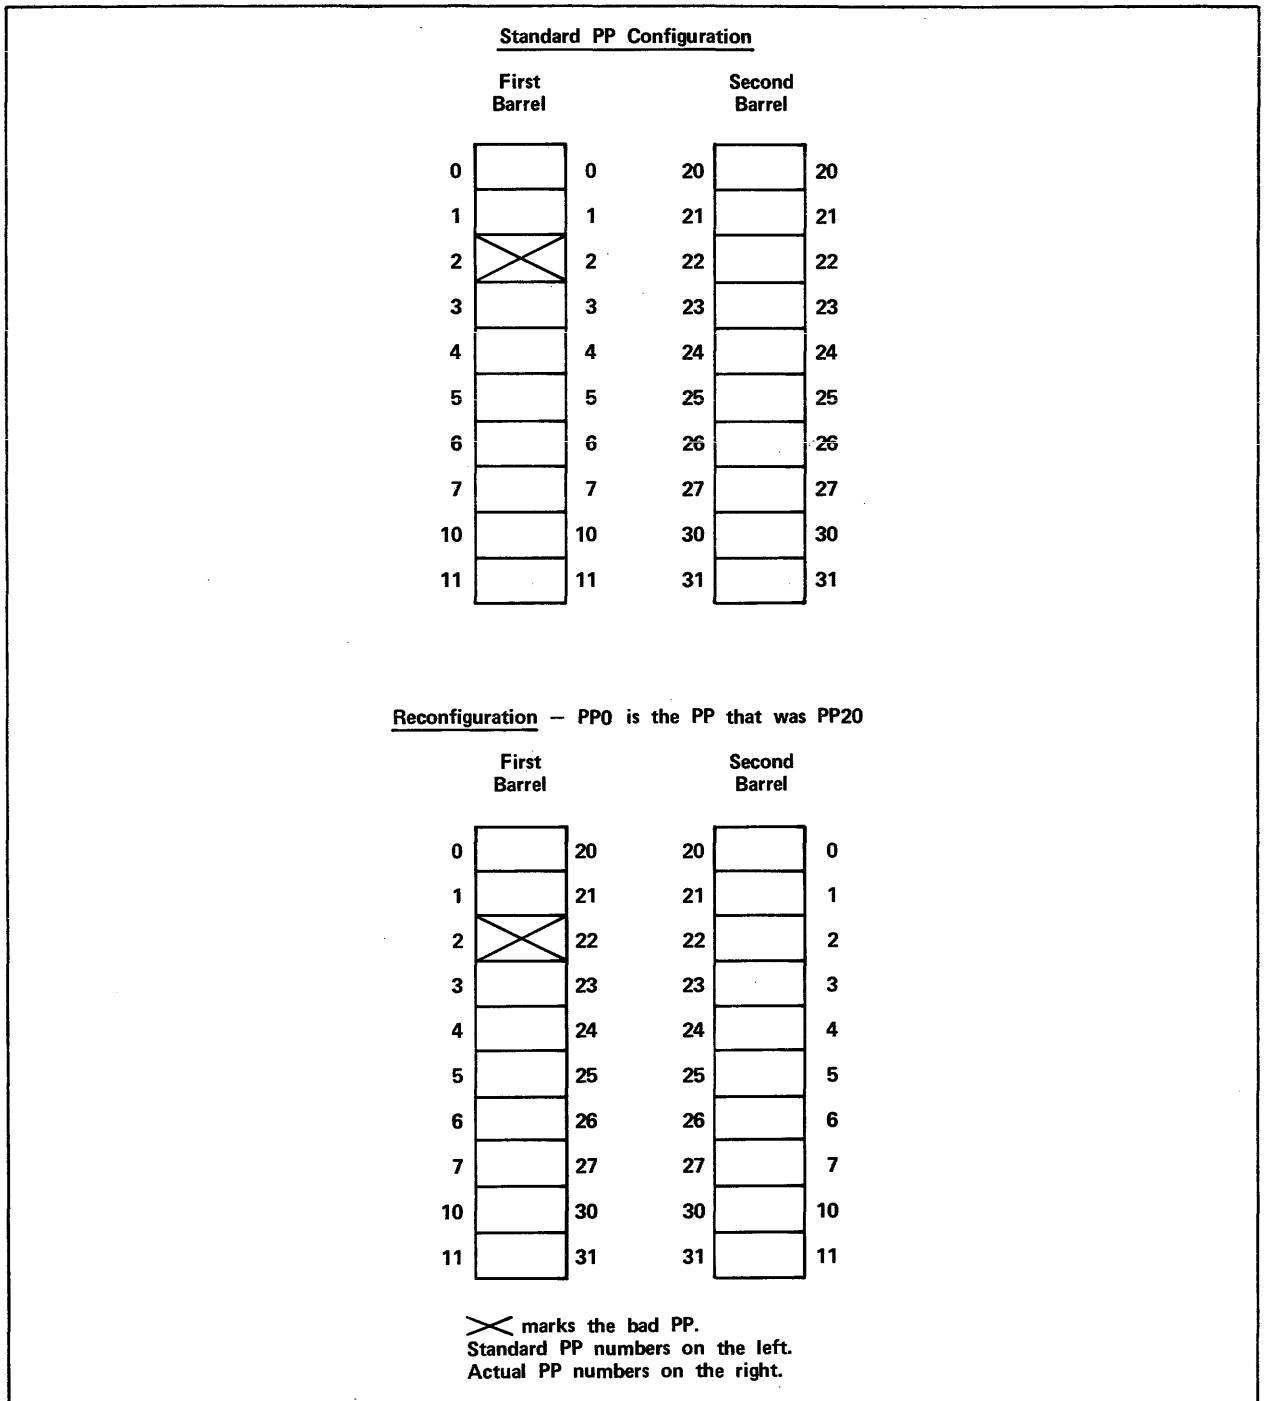 Standard PP Configuration
First Barrel Second Barrel
0 0 20 20
1 1 21 21
2 2 22 22
3 3 23 23
4 4 24 24
5 5 25 25
6 6 26 26
7 7 27 27
10 10 30 30
11 11 31 31
Reconfiguration — PP0 is the PP that was PP20
First Barrel Second Barrel
0 20 20 0
1 21 21 1
2 22 22 2
3 23 23 3
4 24 24 4
5 25 25 5
6 26 26 6
7 27 27 7
10 30 30 10
11 31 31 11
marks the bad PP.
Standard PP numbers on the left.
Actual PP numbers on the right.